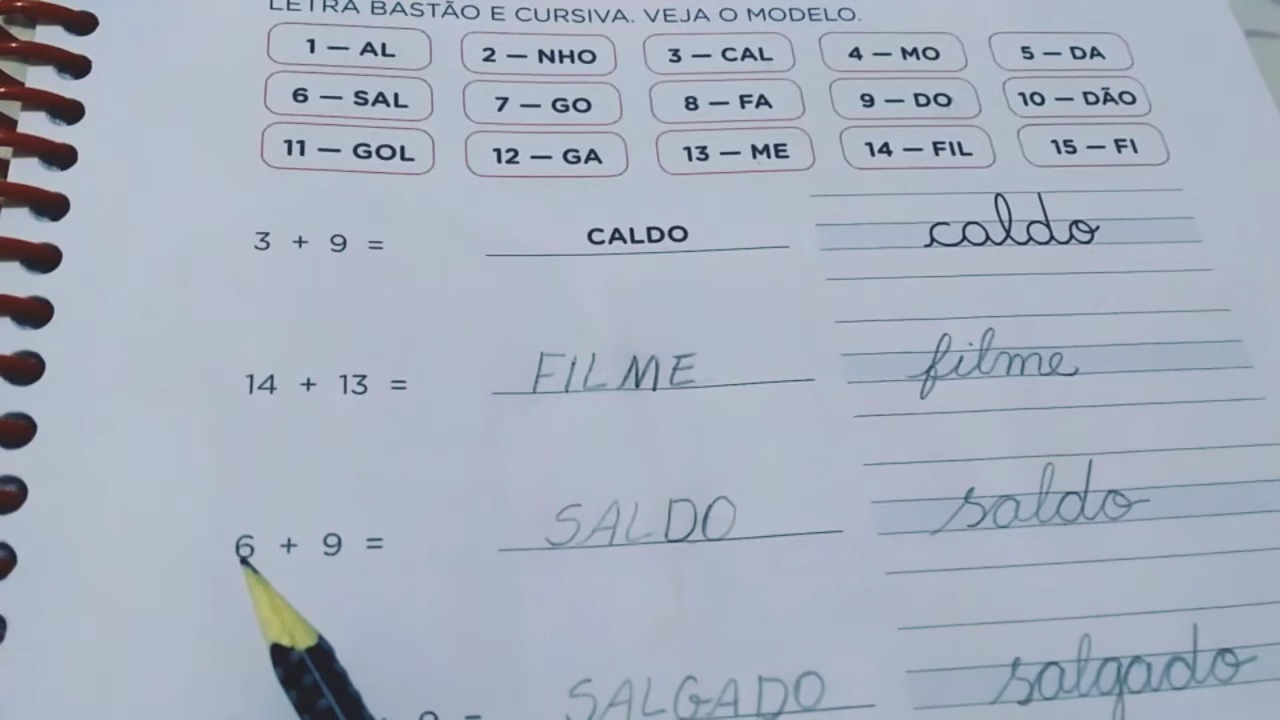 LETRA BASTÃO E CURSIVA. VEJA O MODELO.
1 — AL 2 — NHO 3 — CAL 4 — MO 5 — DA
6 — SAL 7 — GO 8 — FA 9 — DO 10 — DÃO
11 — GOL 12 — GA 13 — ME 14 — FIL 15 — FI
3 + 9 = CALDO caldo
14 + 13 = FILME filme
6 + 9 = SALDO saldo
SALGADO salgado